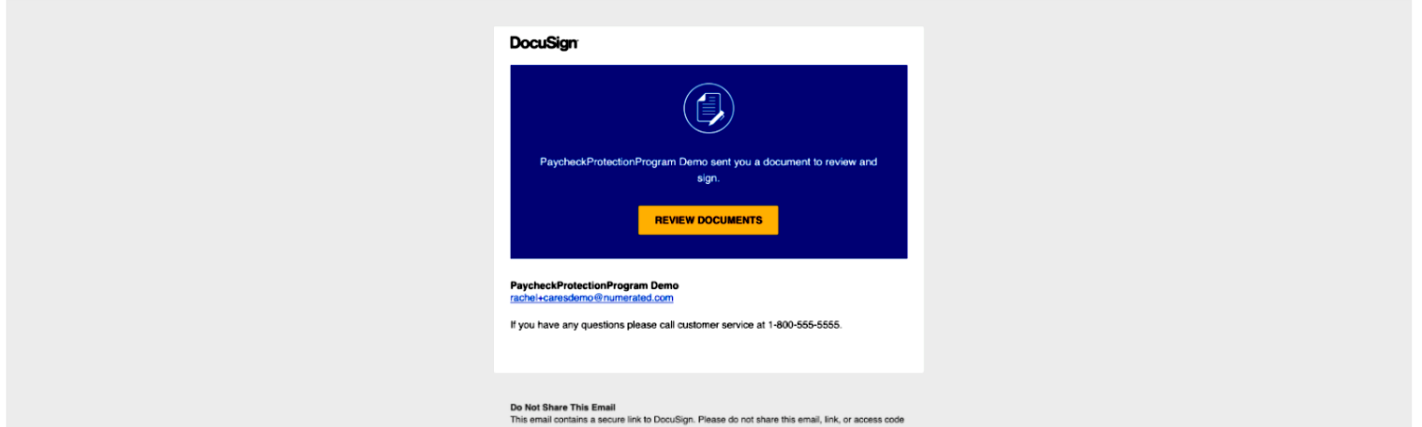 DocuSign
PaycheckProtectionProgram Demo sent you a document to review and
sign.
REVIEW DOCUMENTS
PaycheckProtectionProgram Demo
rachel+caresdemo@numerated.com
If you have any questions please call customer service at 1-800-555-5555.
Do Not Share This Email
This email contains a secure link to DocuSign. Please do not share this email, link, or access code